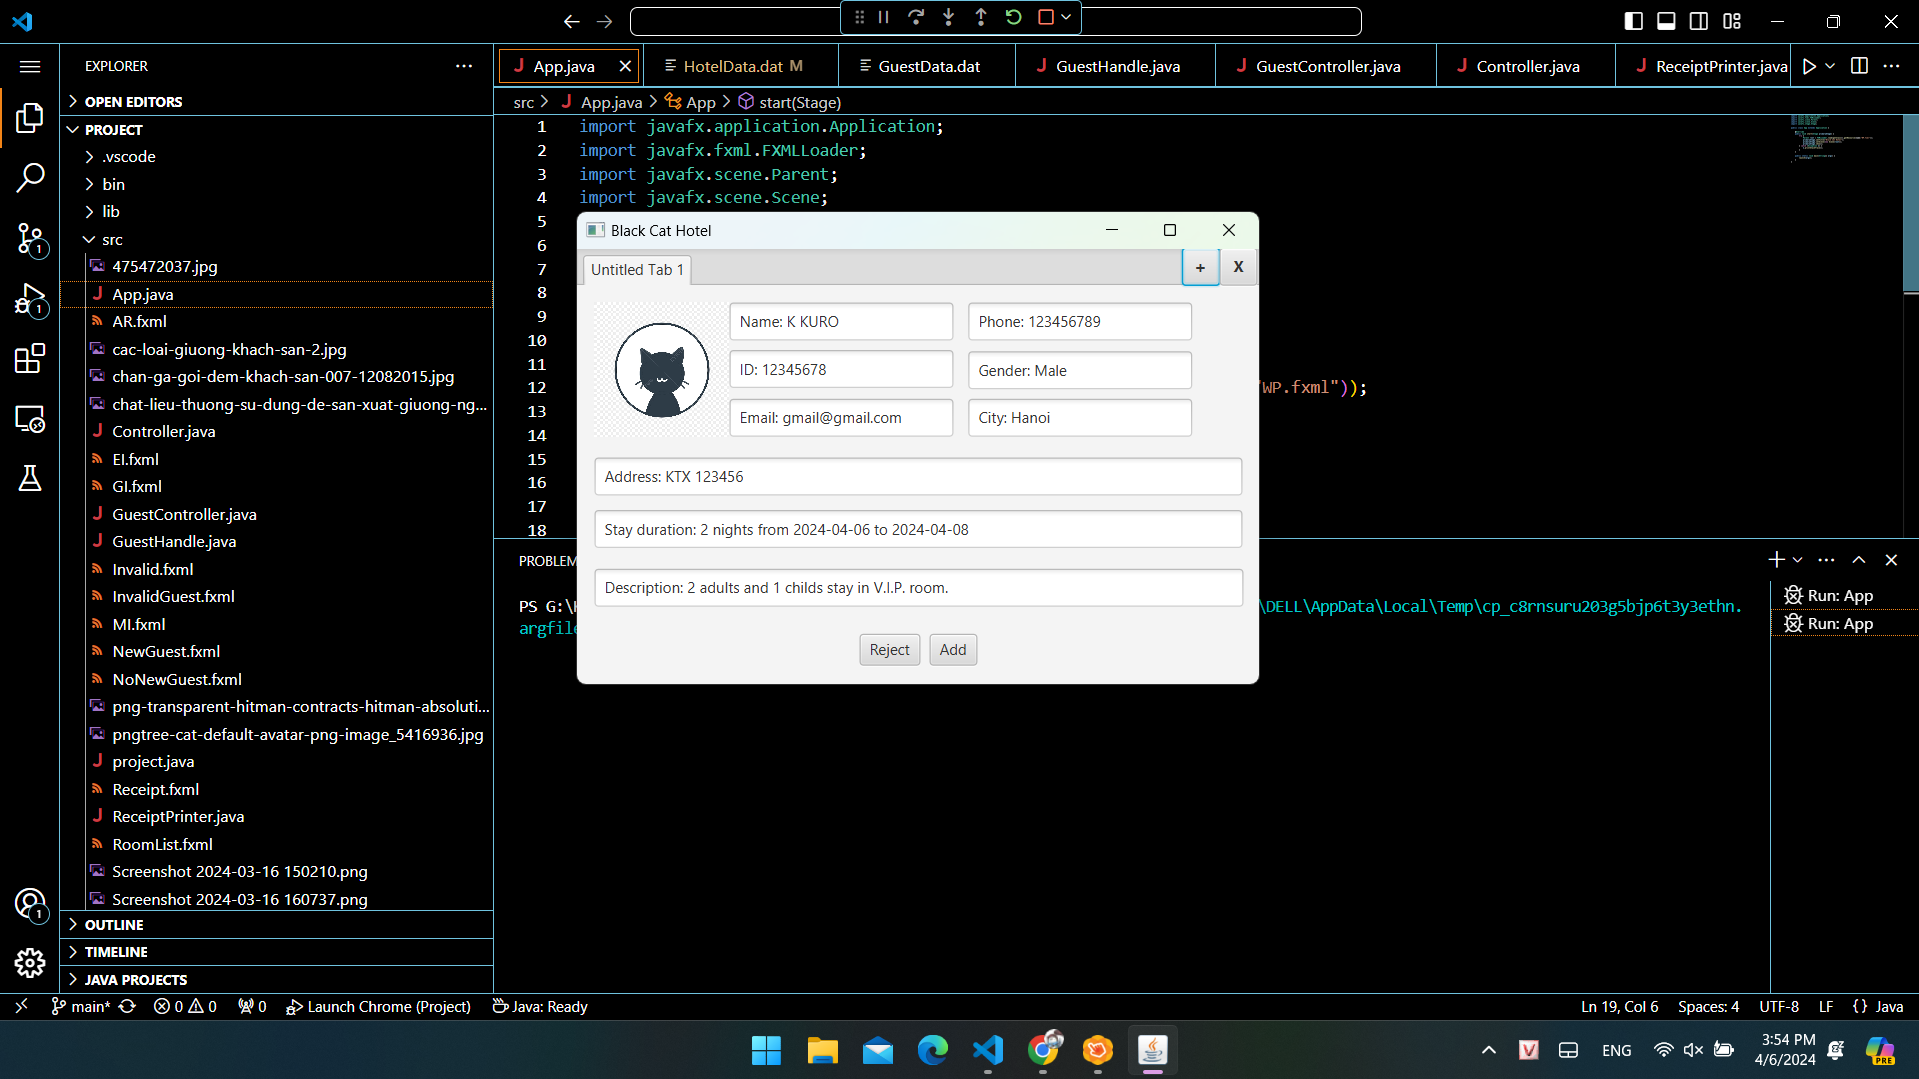 EXPLORER
OPEN EDITORS
PROJECT
.vscode
bin
lib
src
475472037.jpg
App.java
AR.fxml
cac-loai-giuong-khach-san-2.jpg
chan-ga-goi-dem-khach-san-007-12082015.jpg
chat-lieu-thuong-su-dung-de-san-xuat-giuong-ng...
Controller.java
EI.fxml
GI.fxml
GuestController.java
GuestHandle.java
Invalid.fxml
InvalidGuest.fxml
MI.fxml
NewGuest.fxml
NoNewGuest.fxml
png-transparent-hitman-contracts-hitman-absoluti...
pngtree-cat-default-avatar-png-image_5416936.jpg
project.java
Receipt.fxml
ReceiptPrinter.java
RoomList.fxml
Screenshot 2024-03-16 150210.png
Screenshot 2024-03-16 160737.png
OUTLINE
TIMELINE
JAVA PROJECTS
1
1
1
App.java HotelData.dat M GuestData.dat GuestHandle.java GuestController.java Controller.java ReceiptPrinter.java
src > App.java > App > start(Stage)
1 import javafx.application.Application;
2 import javafx.fxml.FXMLLoader;
3 import javafx.scene.Parent;
4 import javafx.scene.Scene;
5
6
7
8
9
10
11
12 "WP.fxml"));
13
14
15
16
17
18
Black Cat Hotel
Untitled Tab 1 + X
Name: K KURO Phone: 123456789
ID: 12345678 Gender: Male
Email: gmail@gmail.com City: Hanoi
Address: KTX 123456
Stay duration: 2 nights from 2024-04-06 to 2024-04-08
Description: 2 adults and 1 childs stay in V.I.P. room.
Reject Add
PROBLEM
PS G:\ \DELL\AppData\Local\Temp\cp_c8rnsuru203g5bjp6t3y3ethn.
argfile
Run: App
Run: App
main* 0 0 0 Launch Chrome (Project) Java: Ready Ln 19, Col 6 Spaces: 4 UTF-8 LF {} Java
ENG 3:54 PM
4/6/2024
PRE